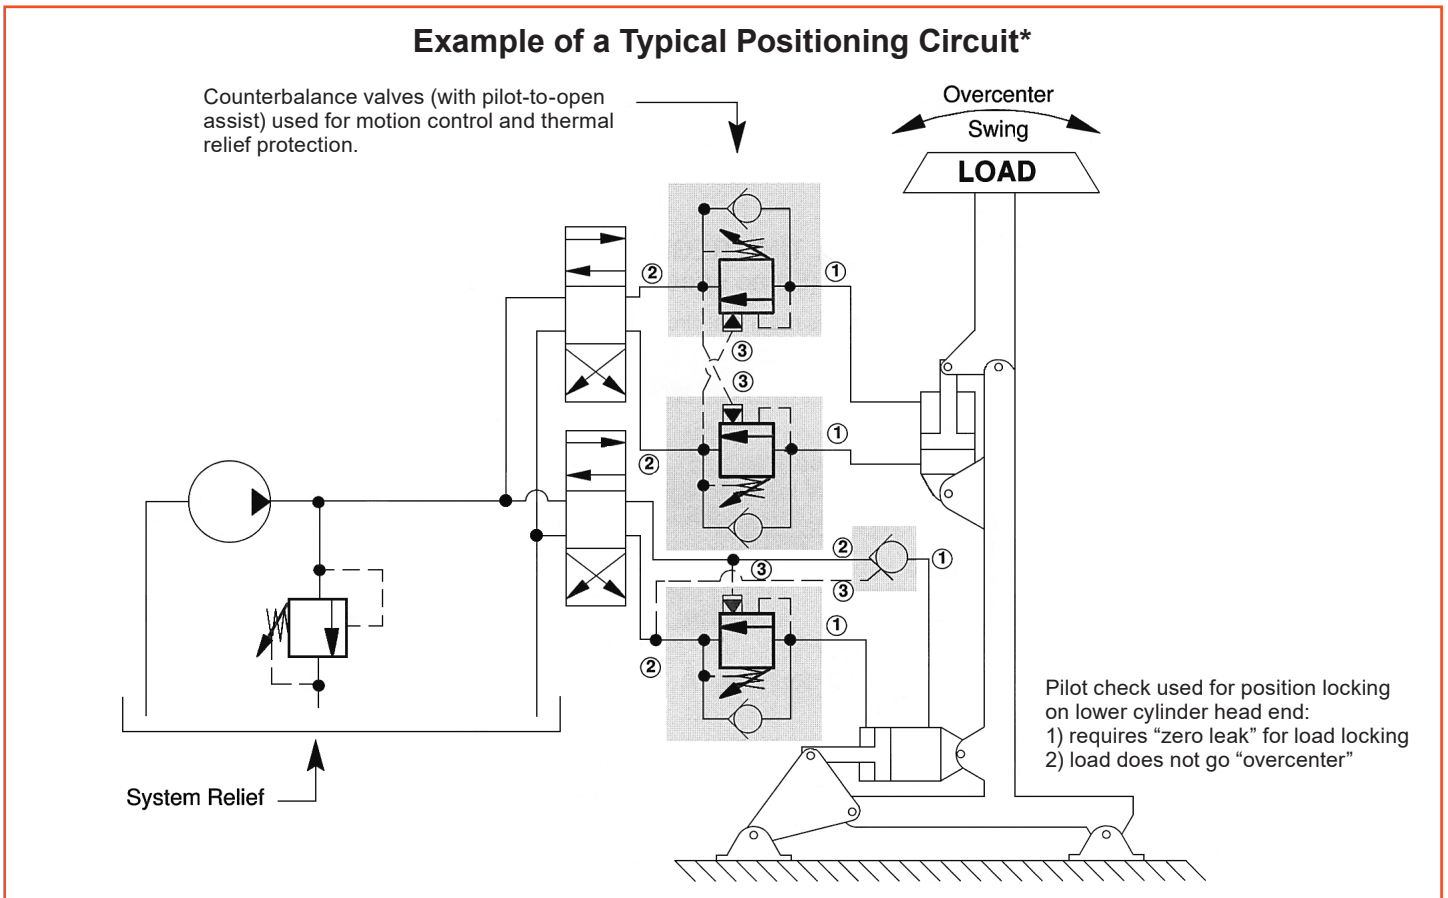 Example of a Typical Positioning Circuit*
Counterbalance valves (with pilot-to-open
assist) used for motion control and thermal
relief protection.
Overcenter
Swing
LOAD
2
1
3
3
1
2
2
1
3
3
1
2
Pilot check used for position locking
on lower cylinder head end:
1) requires “zero leak” for load locking
2) load does not go “overcenter”
System Relief